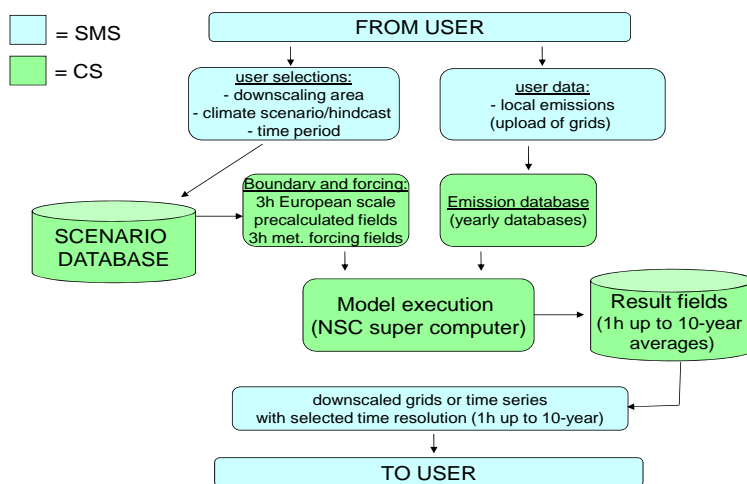 = SMS
= CS
FROM USER
user selections:
- downscaling area
- climate scenario/hindcast
- time period
user data:
- local emissions
(upload of grids)
SCENARIO
DATABASE
Boundary and forcing:
3h European scale
precalculated fields
3h met. forcing fields
Emission database
(yearly databases)
Model execution
(NSC super computer)
Result fields
(1h up to 10-year
averages)
downscaled grids or time series
with selected time resolution (1h up to 10-year)
TO USER